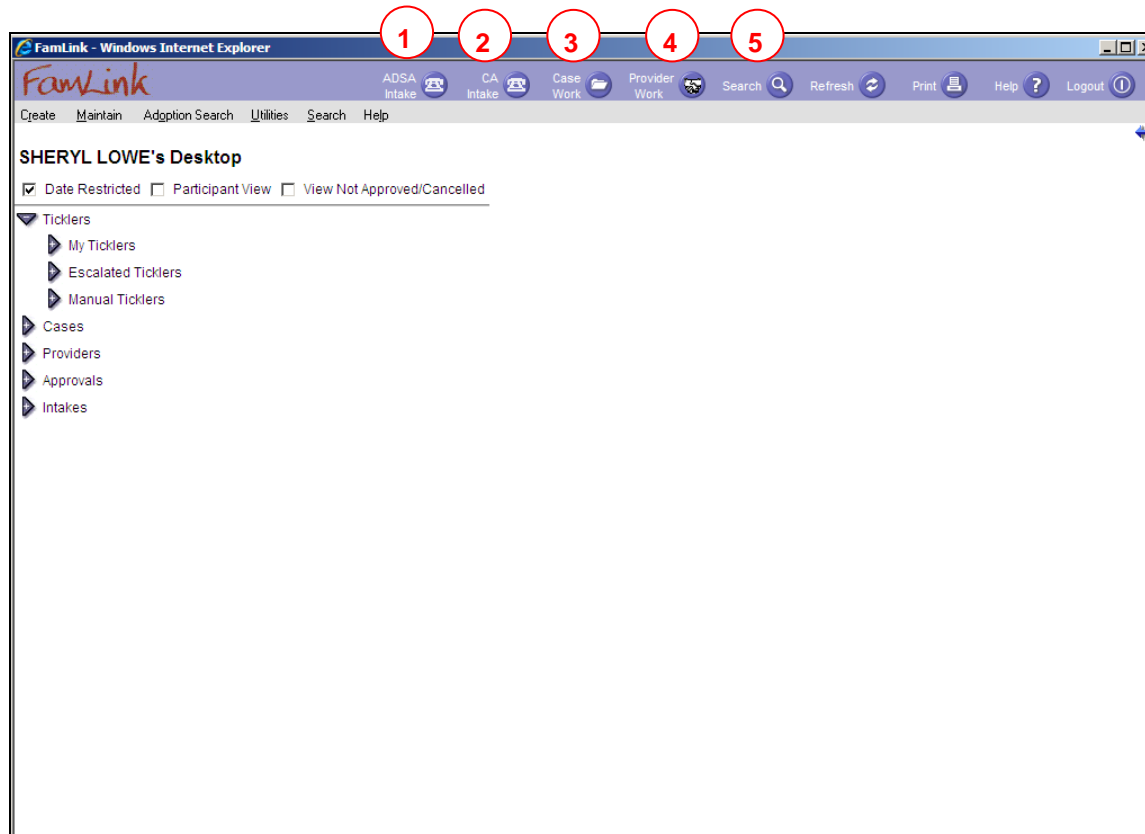 1 2 3 4 5
FamLink - Windows Internet Explorer
FamLink
ADSA Intake CA Intake Case Work Provider Work Search Refresh Print Help Logout
Create Maintain Adoption Search Utilities Search Help
SHERYL LOWE's Desktop
Date Restricted Participant View View Not Approved/Cancelled
Ticklers
My Ticklers
Escalated Ticklers
Manual Ticklers
Cases
Providers
Approvals
Intakes